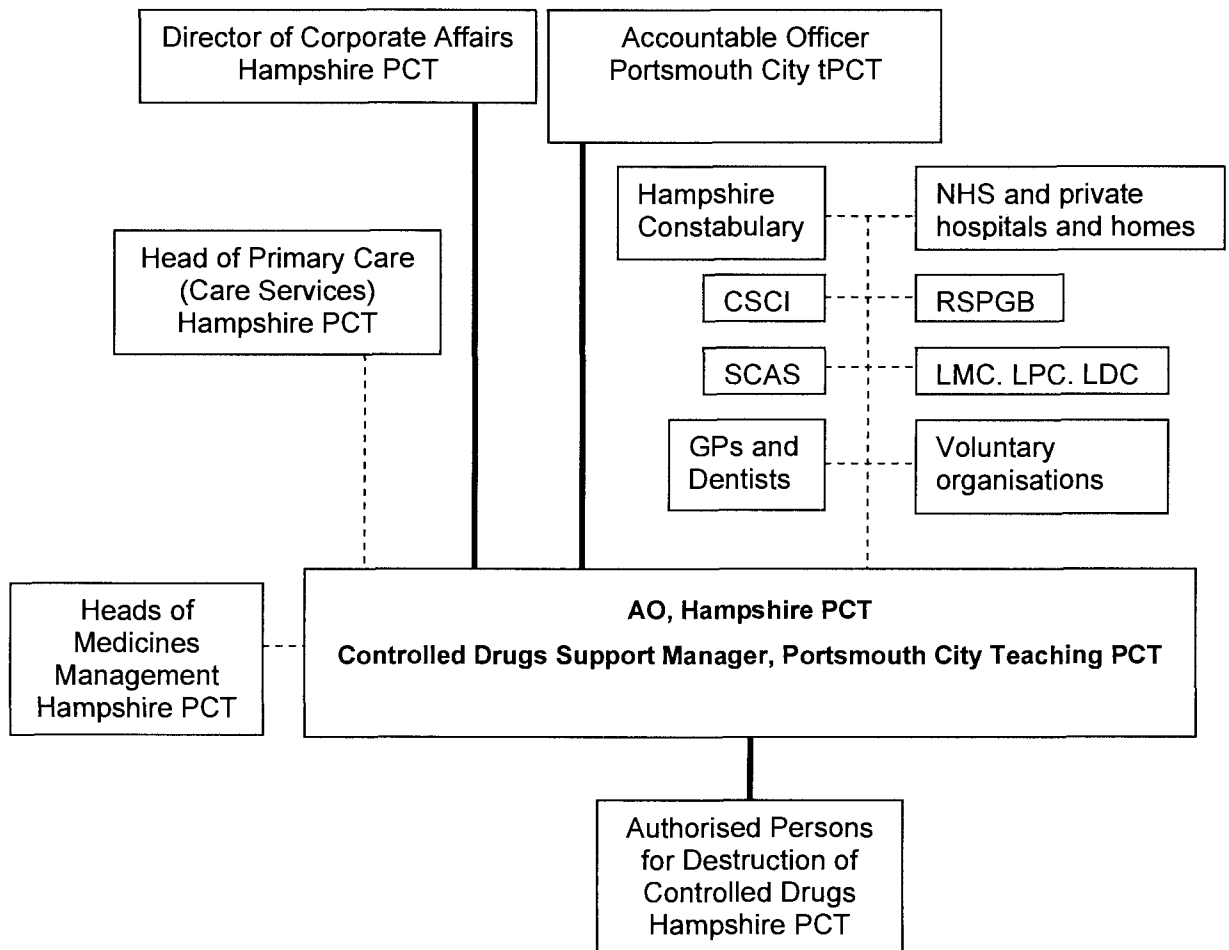 Director of Corporate Affairs
Hampshire PCT
Accountable Officer
Portsmouth City tPCT
Hampshire
Constabulary
NHS and private
hospitals and homes
Head of Primary Care
(Care Services)
Hampshire PCT
CSCI
RSPGB
SCAS
LMC. LPC. LDC
GPs and
Dentists
Voluntary
organisations
Heads of
Medicines
Management
Hampshire PCT
AO, Hampshire PCT
Controlled Drugs Support Manager, Portsmouth City Teaching PCT
Authorised Persons
for Destruction of
Controlled Drugs
Hampshire PCT